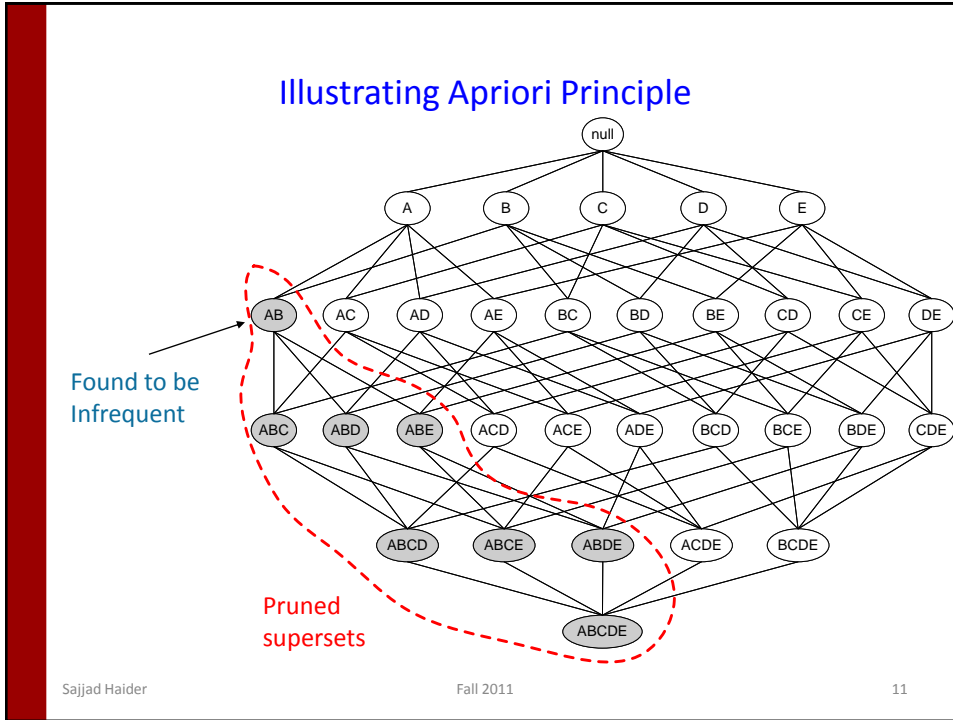 Illustrating Apriori Principle
null
A B C D E
AB AC AD AE BC BD BE CD CE DE
Found to be
Infrequent
ABC ABD ABE ACD ACE ADE BCD BCE BDE CDE
ABCD ABCE ABDE ACDE BCDE
Pruned
supersets
ABCDE
Sajjad Haider Fall 2011 11